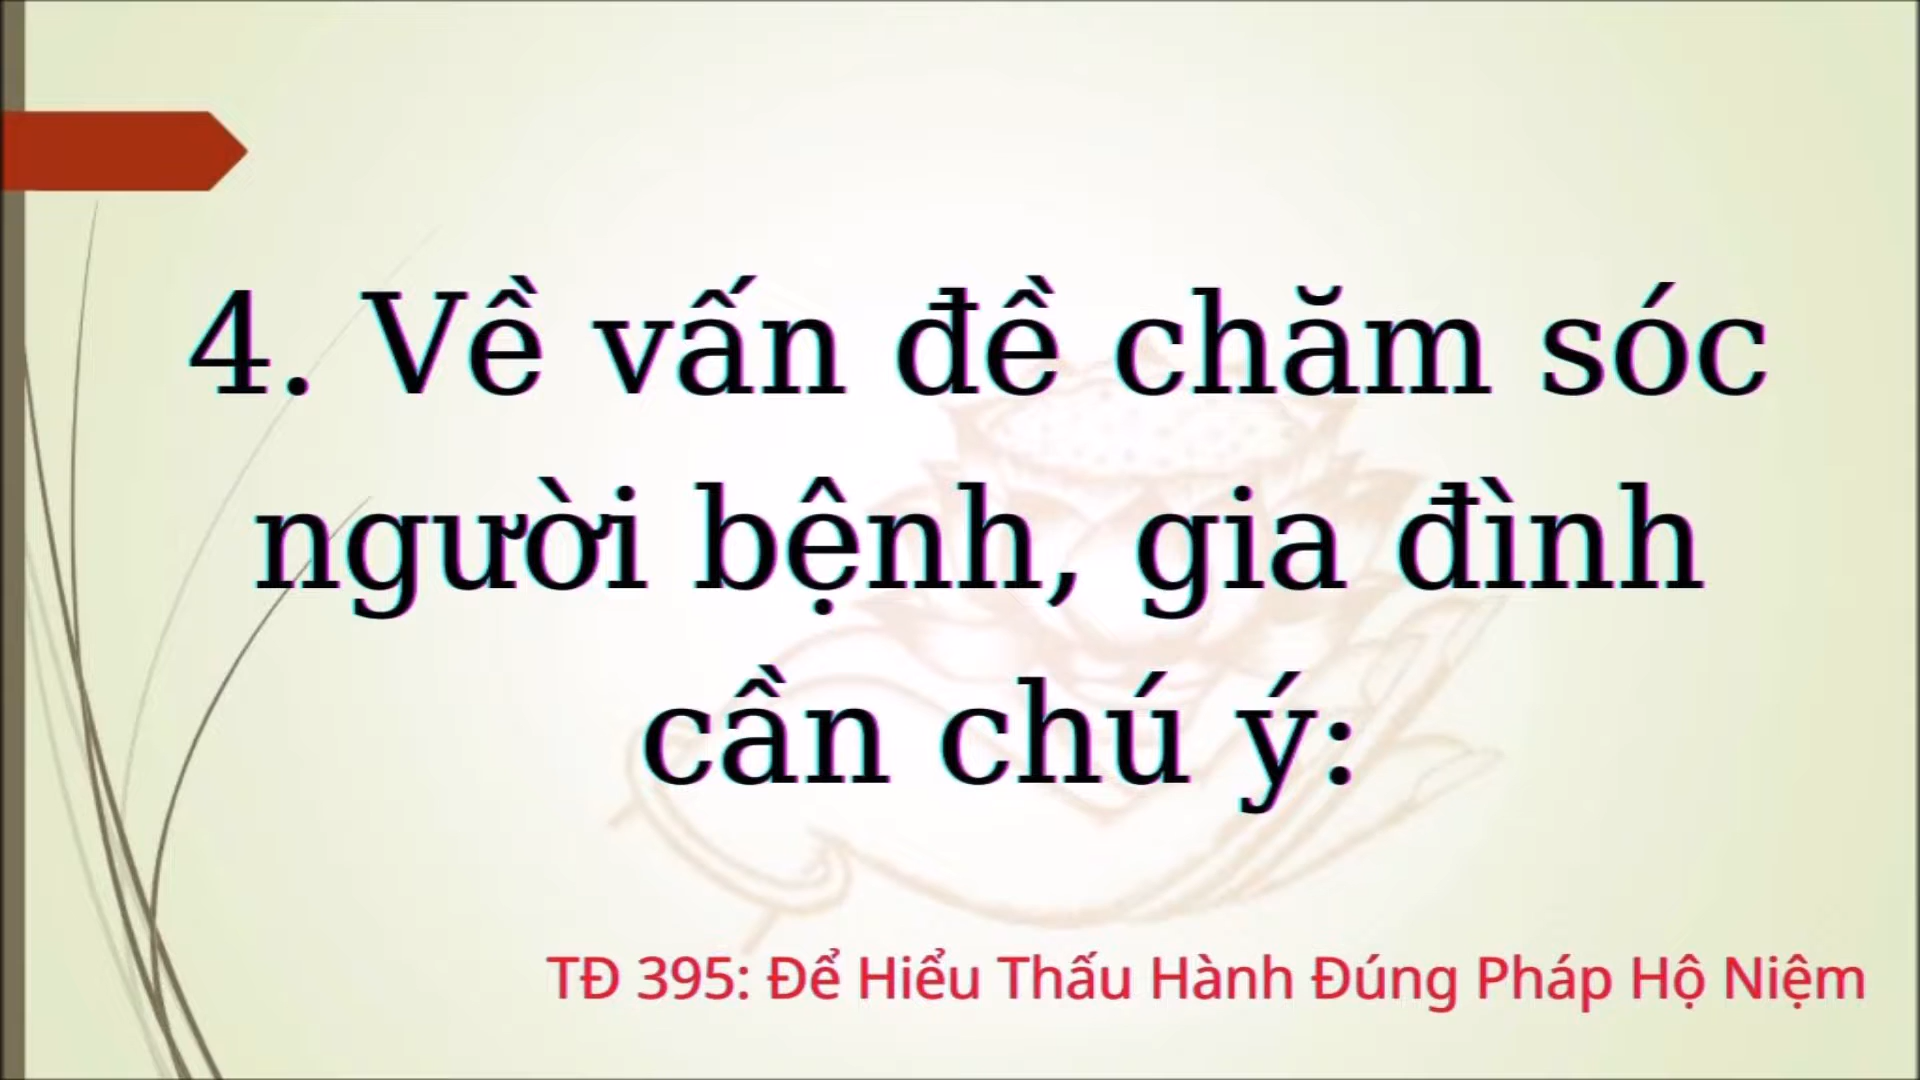 4. Về vấn đề chăm sóc
người bệnh, gia đình
cần chú ý:
TĐ 395: Để Hiểu Thấu Hành Đúng Pháp Hộ Niệm